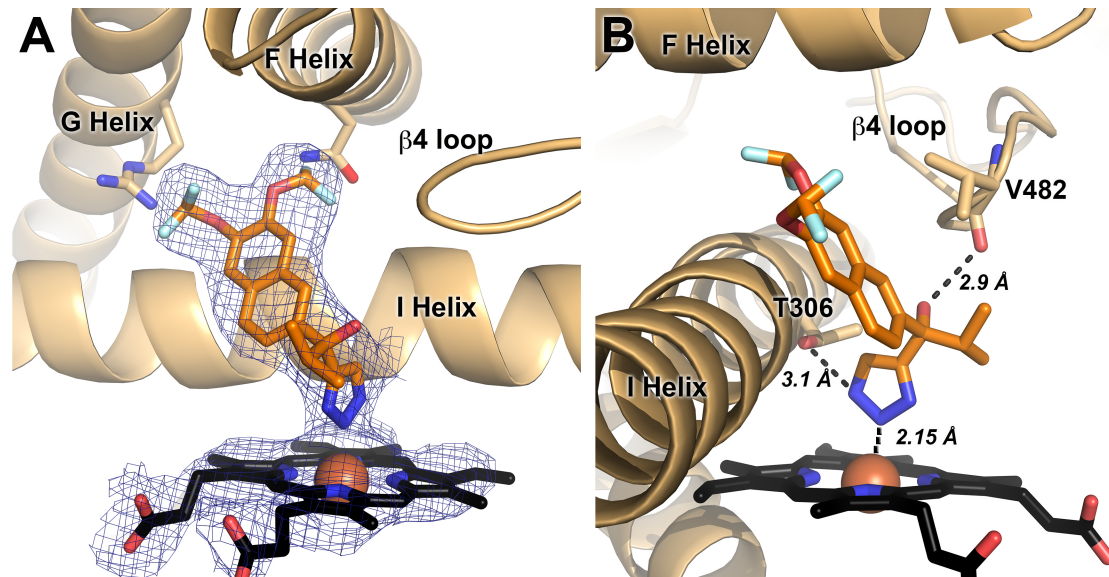 A
F Helix
G Helix
β4 loop
I Helix
B
F Helix
β4 loop
V482
2.9 Å
T306
3.1 Å
I Helix
2.15 Å